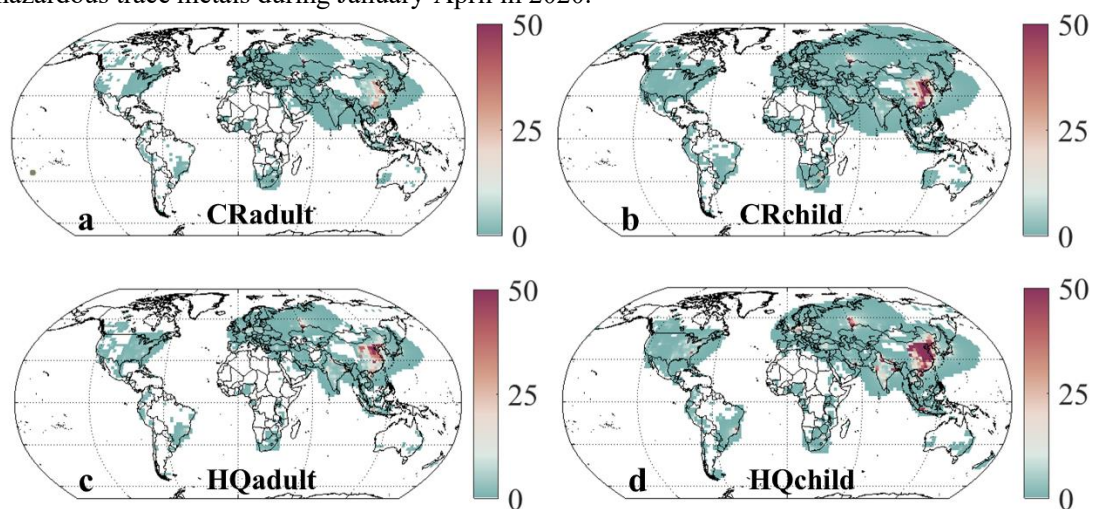 hazardous trace metals during January-April in 2020.
50
25
0
a
CRadult
50
25
0
b
CRchild
50
25
0
c
HQadult
50
25
0
d
HQchild